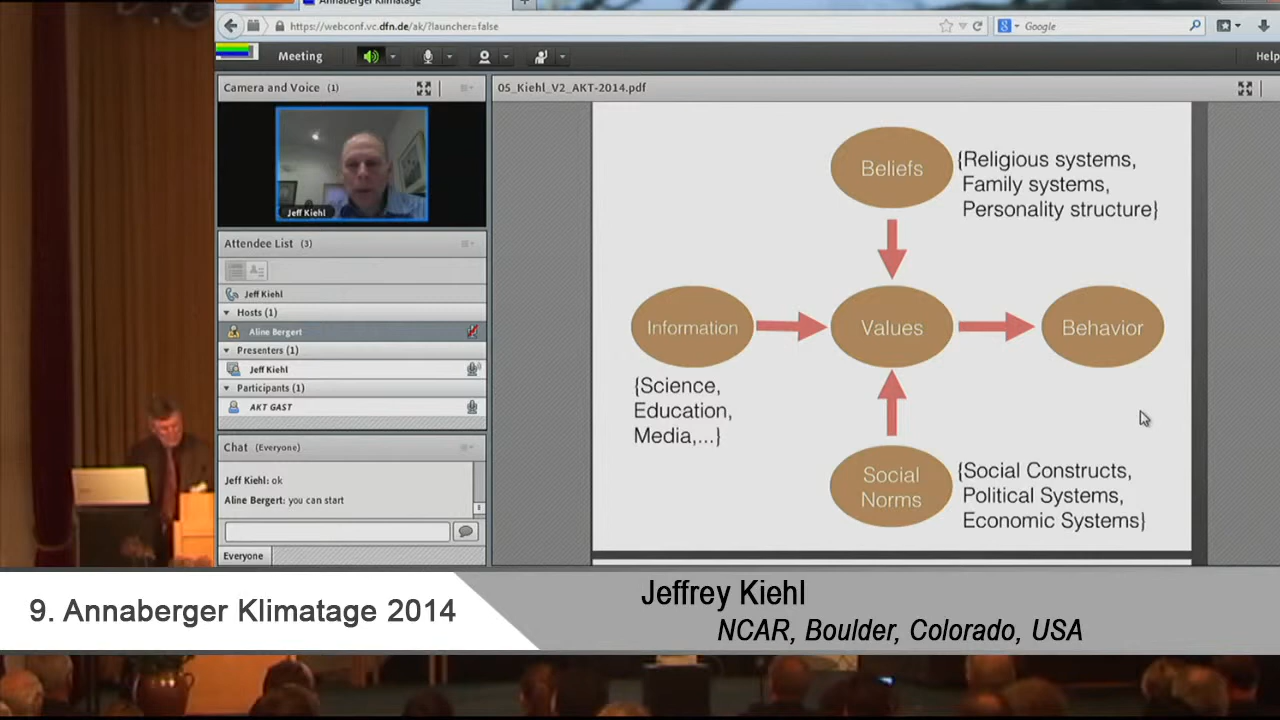 Annaberger Klimatage
https://webconf.vc.dfn.de/ak/?launcher=false
Google
Meeting
Help
Camera and Voice (1)
Jeff Kiehl
Attendee List (3)
Jeff Kiehl
Hosts (1)
Aline Bergert
Presenters (1)
Jeff Kiehl
Participants (1)
AKT GAST
Chat (Everyone)
Jeff Kiehl: ok
Aline Bergert: you can start
Everyone
05_Kiehl_V2_AKT-2014.pdf
Beliefs
{Religious systems,
Family systems,
Personality structure}
Information
Values
Behavior
{Science,
Education,
Media,...}
Social
Norms
{Social Constructs,
Political Systems,
Economic Systems}
9. Annaberger Klimatage 2014
Jeffrey Kiehl
NCAR, Boulder, Colorado, USA